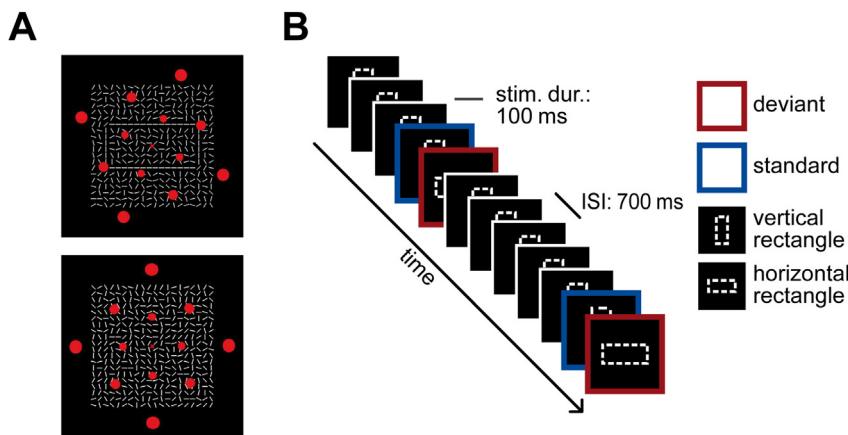 A
B
stim. dur.:
100 ms
ISI: 700 ms
time
deviant
standard
vertical
rectangle
horizontal
rectangle